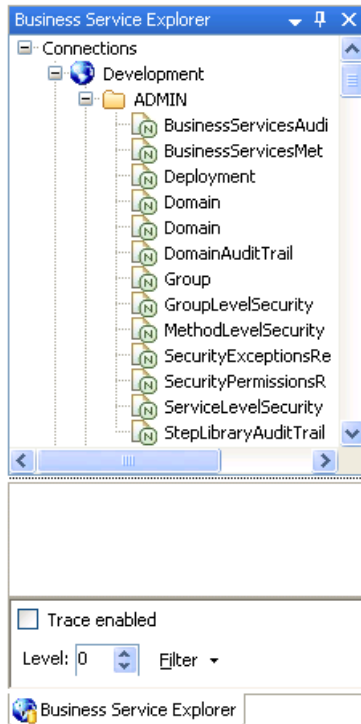 Business Service Explorer
Connections
Development
ADMIN
BusinessServicesAudi
BusinessServicesMet
Deployment
Domain
Domain
DomainAuditTrail
Group
GroupLevelSecurity
MethodLevelSecurity
SecurityExceptionsRe
SecurityPermissionsR
ServiceLevelSecurity
StepLibraryAuditTrail
Trace enabled
Level: 0 Filter
Business Service Explorer